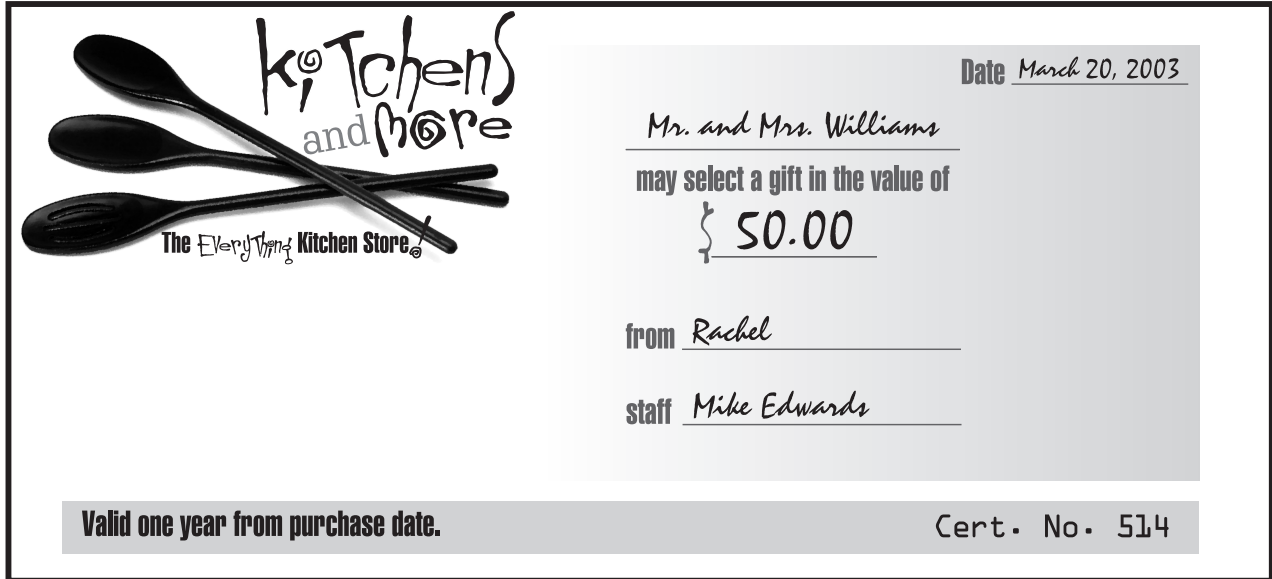 kiTchenS
and more
The EveryThing Kitchen Store!
Date March 20, 2003
Mr. and Mrs. Williams
may select a gift in the value of
$ 50.00
from Rachel
staff Mike Edwards
Valid one year from purchase date.
Cert. No. 514